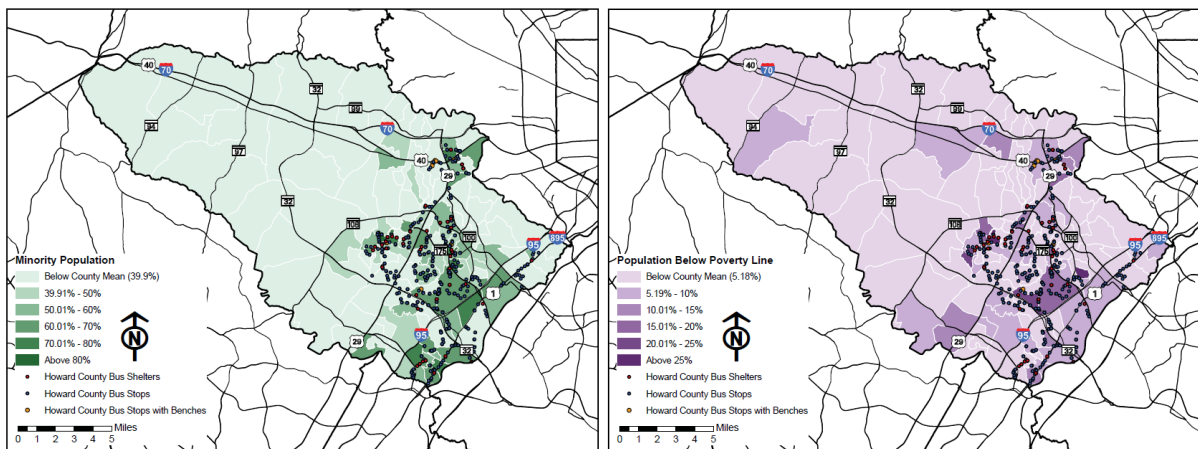 40
70
32
99
94
70
97
40
29
32
108
100
175
95
895
1
95
29
32
Minority Population
Below County Mean (39.9%)
39.91% - 50%
50.01% - 60%
60.01% - 70%
70.01% - 80%
Above 80%
N
Howard County Bus Shelters
Howard County Bus Stops
Howard County Bus Stops with Benches
Miles
0 1 2 3 4 5
40
70
32
99
94
70
97
40
29
32
108
100
175
95
895
1
95
29
32
Population Below Poverty Line
Below County Mean (5.18%)
5.19% - 10%
10.01% - 15%
15.01% - 20%
20.01% - 25%
Above 25%
N
Howard County Bus Shelters
Howard County Bus Stops
Howard County Bus Stops with Benches
Miles
0 1 2 3 4 5